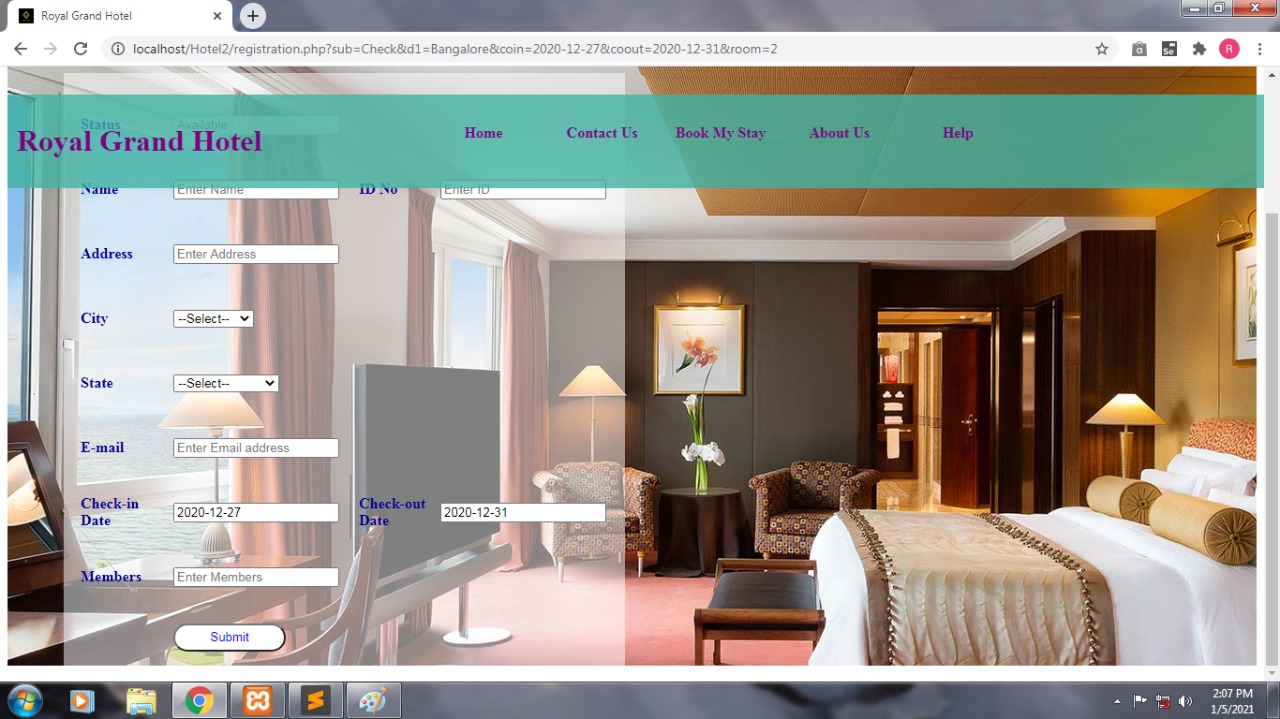 Royal Grand Hotel
localhost/Hotel2/registration.php?sub=Check&d1=Bangalore&coin=2020-12-27&coout=2020-12-31&room=2
R
Status Available
Royal Grand Hotel Home Contact Us Book My Stay About Us Help
Name Enter Name ID No Enter ID
Address Enter Address
City --Select--
State --Select--
E-mail Enter Email address
Check-in Date 2020-12-27 Check-out Date 2020-12-31
Members Enter Members
Submit
2:07 PM
1/5/2021